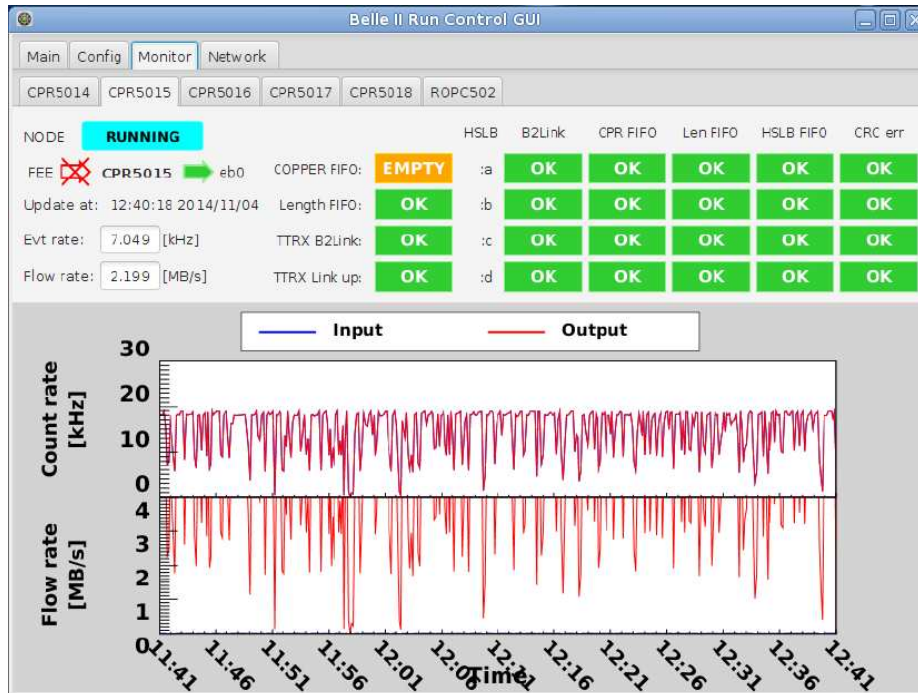 Belle II Run Control GUI
Main Config Monitor Network
CPR5014 CPR5015 CPR5016 CPR5017 CPR5018 ROPC502
NODE RUNNING HSLB B2Link CPR FIFO Len FIFO HSLB FIFO CRC err
FEE CPR5015 eb0 COPPER FIFO: EMPTY :a OK OK OK OK OK
Update at: 12:40:18 2014/11/04 Length FIFO: OK :b OK OK OK OK OK
Evt rate: 7.049 [kHz] TTRX B2Link: OK :c OK OK OK OK OK
Flow rate: 2.199 [MB/s] TTRX Link up: OK :d OK OK OK OK OK
Input Output
Count rate
[kHz]
30
20
10
0
Flow rate
[MB/s]
4
3
2
1
0
11:41 11:46 11:51 11:56 12:01 12:06 12:11 12:16 12:21 12:26 12:31 12:36 12:41
Time